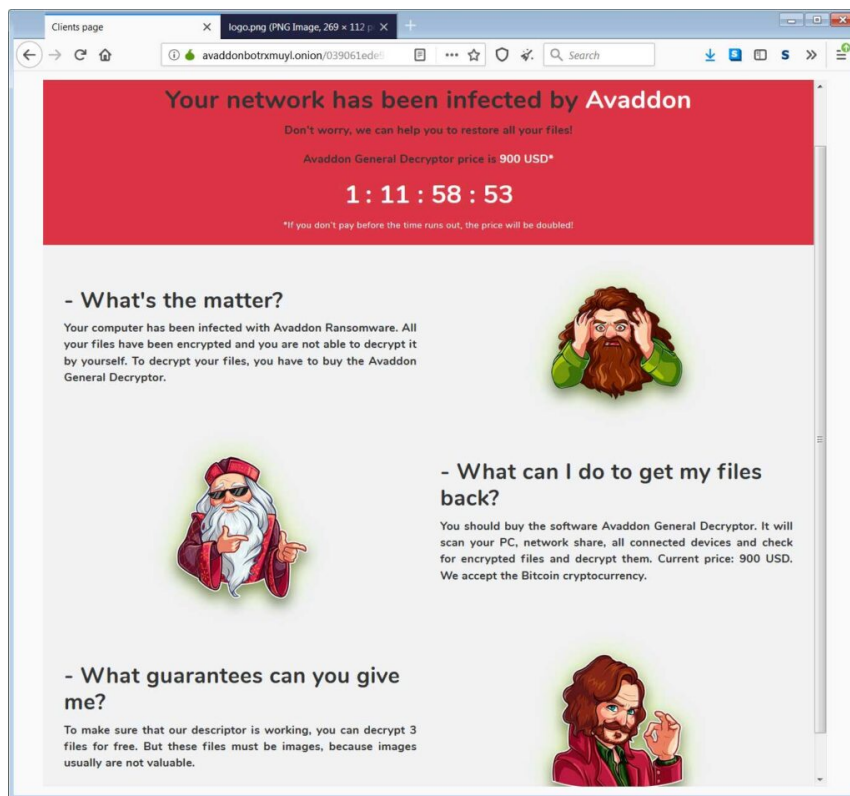 Clients page
logo.png (PNG Image, 269 × 112 p
avaddonbotrxmuyl.onion/039061ede
Search
Your network has been infected by Avaddon
Don't worry, we can help you to restore all your files!
Avaddon General Decryptor price is 900 USD*
1 : 11 : 58 : 53
*If you don't pay before the time runs out, the price will be doubled!
- What's the matter?
Your computer has been infected with Avaddon Ransomware. All
your files have been encrypted and you are not able to decrypt it
by yourself. To decrypt your files, you have to buy the Avaddon
General Decryptor.
- What can I do to get my files
back?
You should buy the software Avaddon General Decryptor. It will
scan your PC, network share, all connected devices and check
for encrypted files and decrypt them. Current price: 900 USD.
We accept the Bitcoin cryptocurrency.
- What guarantees can you give
me?
To make sure that our descriptor is working, you can decrypt 3
files for free. But these files must be images, because images
usually are not valuable.